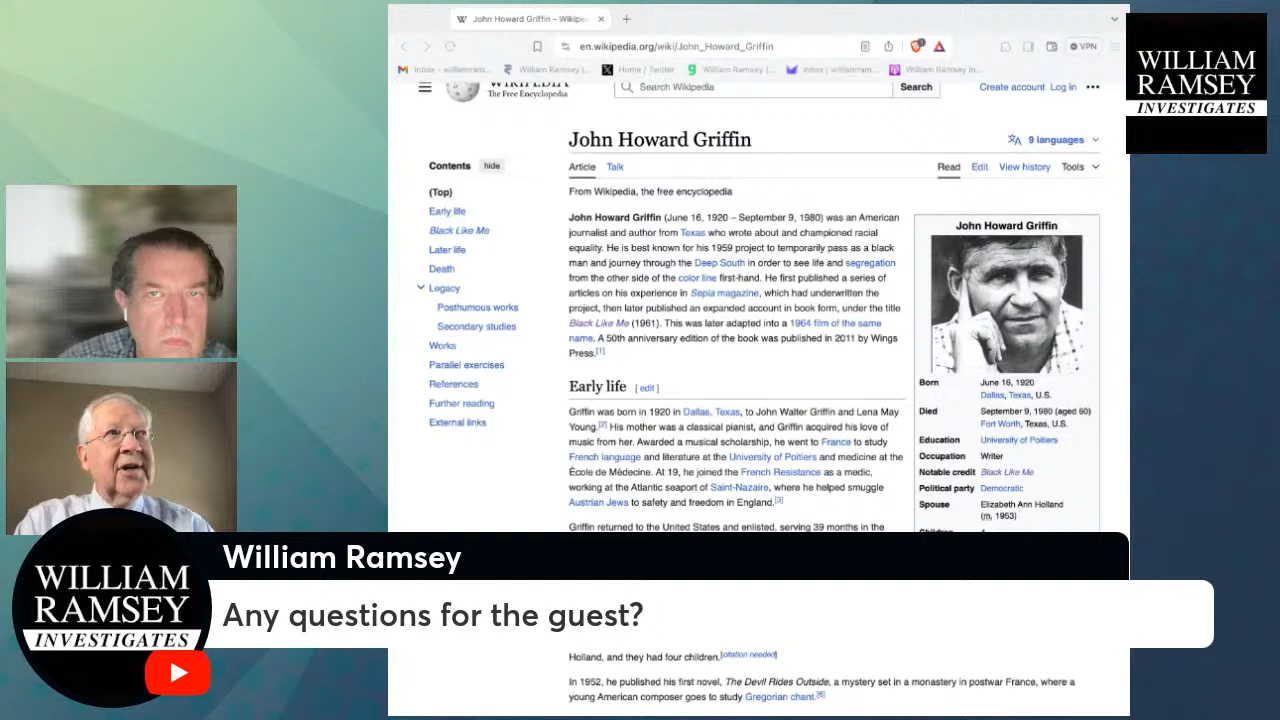 John Howard Griffin - Wikipe
en.wikipedia.org/wiki/John_Howard_Griffin
VPN
Inbox - williamram...
William Ramsey (...
Home / Twitter
William Ramsey (...
Inbox | williamram...
William Ramsey In...
WILLIAM
RAMSEY
INVESTIGATES
WIKIPEDIA
The Free Encyclopedia
Search Wikipedia
Search
Create account Log in •••
John Howard Griffin
9 languages
Article Talk
Read Edit View history Tools
From Wikipedia, the free encyclopedia
Contents hide
(Top)
Early life
Black Like Me
Later life
Death
Legacy
Posthumous works
Secondary studies
Works
Parallel exercises
References
Further reading
External links
John Howard Griffin (June 16, 1920 – September 9, 1980) was an American
journalist and author from Texas who wrote about and championed racial
equality. He is best known for his 1959 project to temporarily pass as a black
man and journey through the Deep South in order to see life and segregation
from the other side of the color line first-hand. He first published a series of
articles on his experience in Sepia magazine, which had underwritten the
project, then later published an expanded account in book form, under the title
Black Like Me (1961). This was later adapted into a 1964 film of the same
name. A 50th anniversary edition of the book was published in 2011 by Wings
Press.[1]
Early life [ edit ]
Griffin was born in 1920 in Dallas, Texas, to John Walter Griffin and Lena May
Young.[2] His mother was a classical pianist, and Griffin acquired his love of
music from her. Awarded a musical scholarship, he went to France to study
French language and literature at the University of Poitiers and medicine at the
École de Médecine. At 19, he joined the French Resistance as a medic,
working at the Atlantic seaport of Saint-Nazaire, where he helped smuggle
Austrian Jews to safety and freedom in England.[3]
Griffin returned to the United States and enlisted, serving 39 months in the
John Howard Griffin
Born June 16, 1920
Dallas, Texas, U.S.
Died September 9, 1980 (aged 60)
Fort Worth, Texas, U.S.
Education University of Poitiers
Occupation Writer
Notable credit Black Like Me
Political party Democratic
Spouse Elizabeth Ann Holland
(m. 1953)
William Ramsey
Any questions for the guest?
WILLIAM
RAMSEY
INVESTIGATES
Holland, and they had four children.[citation needed]
In 1952, he published his first novel, The Devil Rides Outside, a mystery set in a monastery in postwar France, where a
young American composer goes to study Gregorian chant.[6]